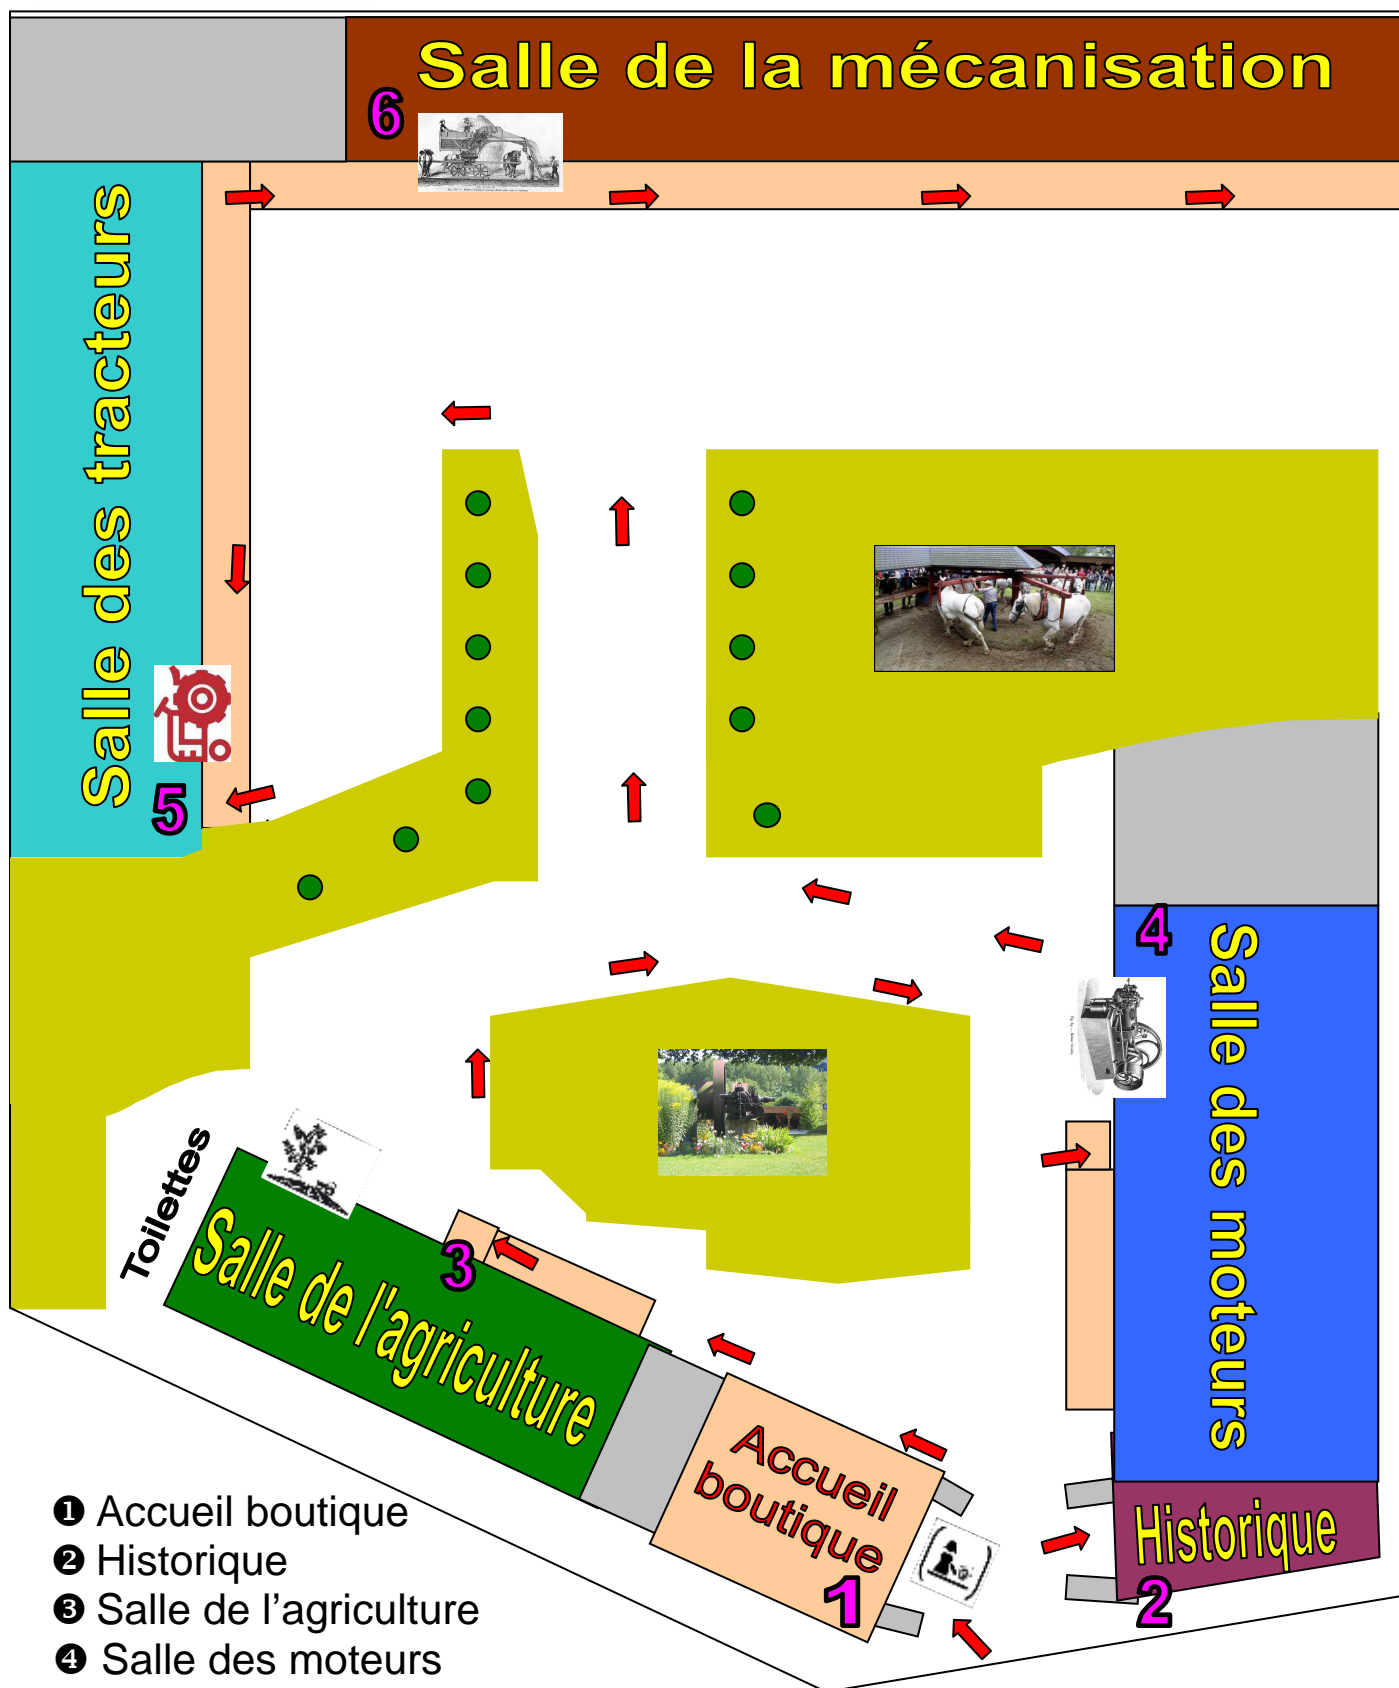 Salle de la mécanisation
6
Salle des tracteurs
5
4
Salle des moteurs
Toilettes
3
Salle de l'agriculture
Accueil
boutique
1
Historique
2
❶ Accueil boutique
❷ Historique
❸ Salle de l’agriculture
❹ Salle des moteurs